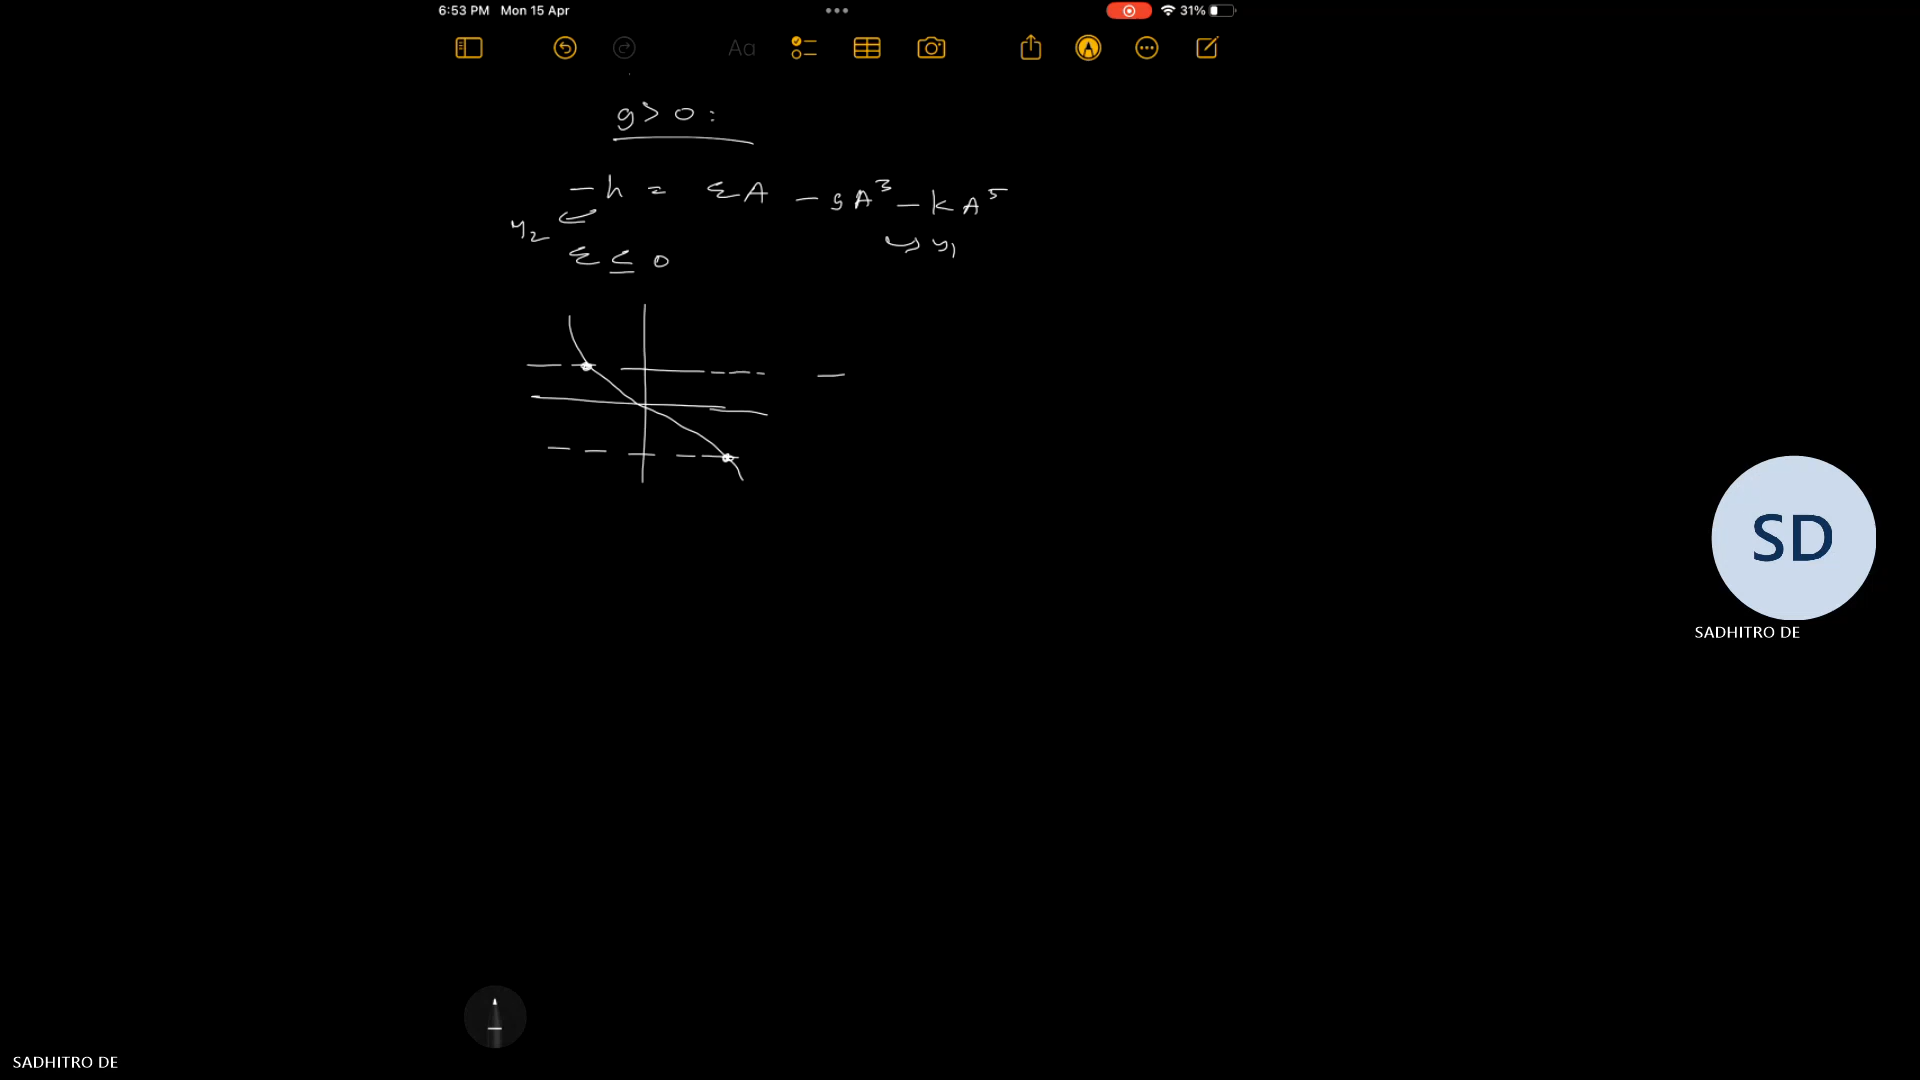 6:53 PM Mon 15 Apr
31%
Aa
g > 0 :
- h = ΣA - gA³ - kA⁵
y₂
y₁
Σ ≤ 0
SD
SADHITRO DE
SADHITRO DE